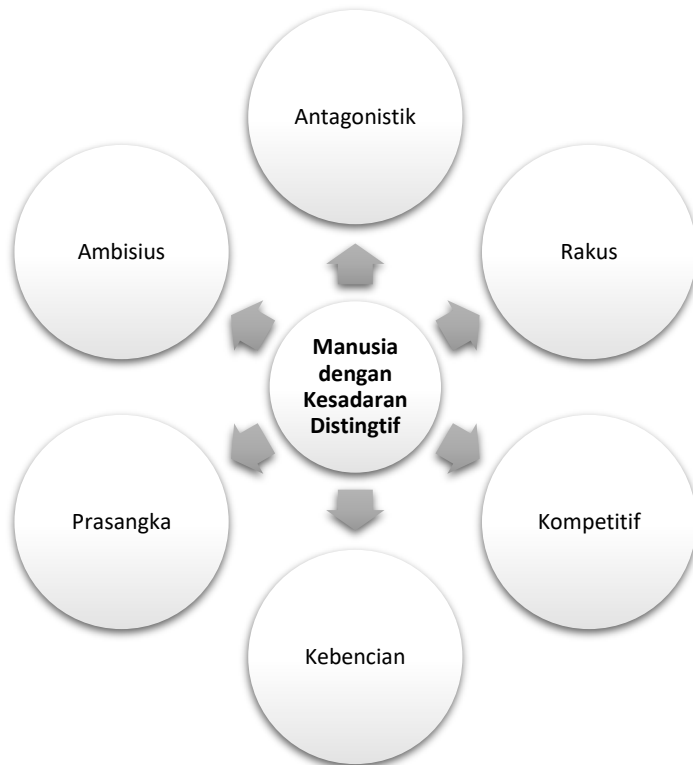 Antagonistik
Ambisius
Rakus
Manusia
dengan
Kesadaran
Distingtif
Prasangka
Kompetitif
Kebencian